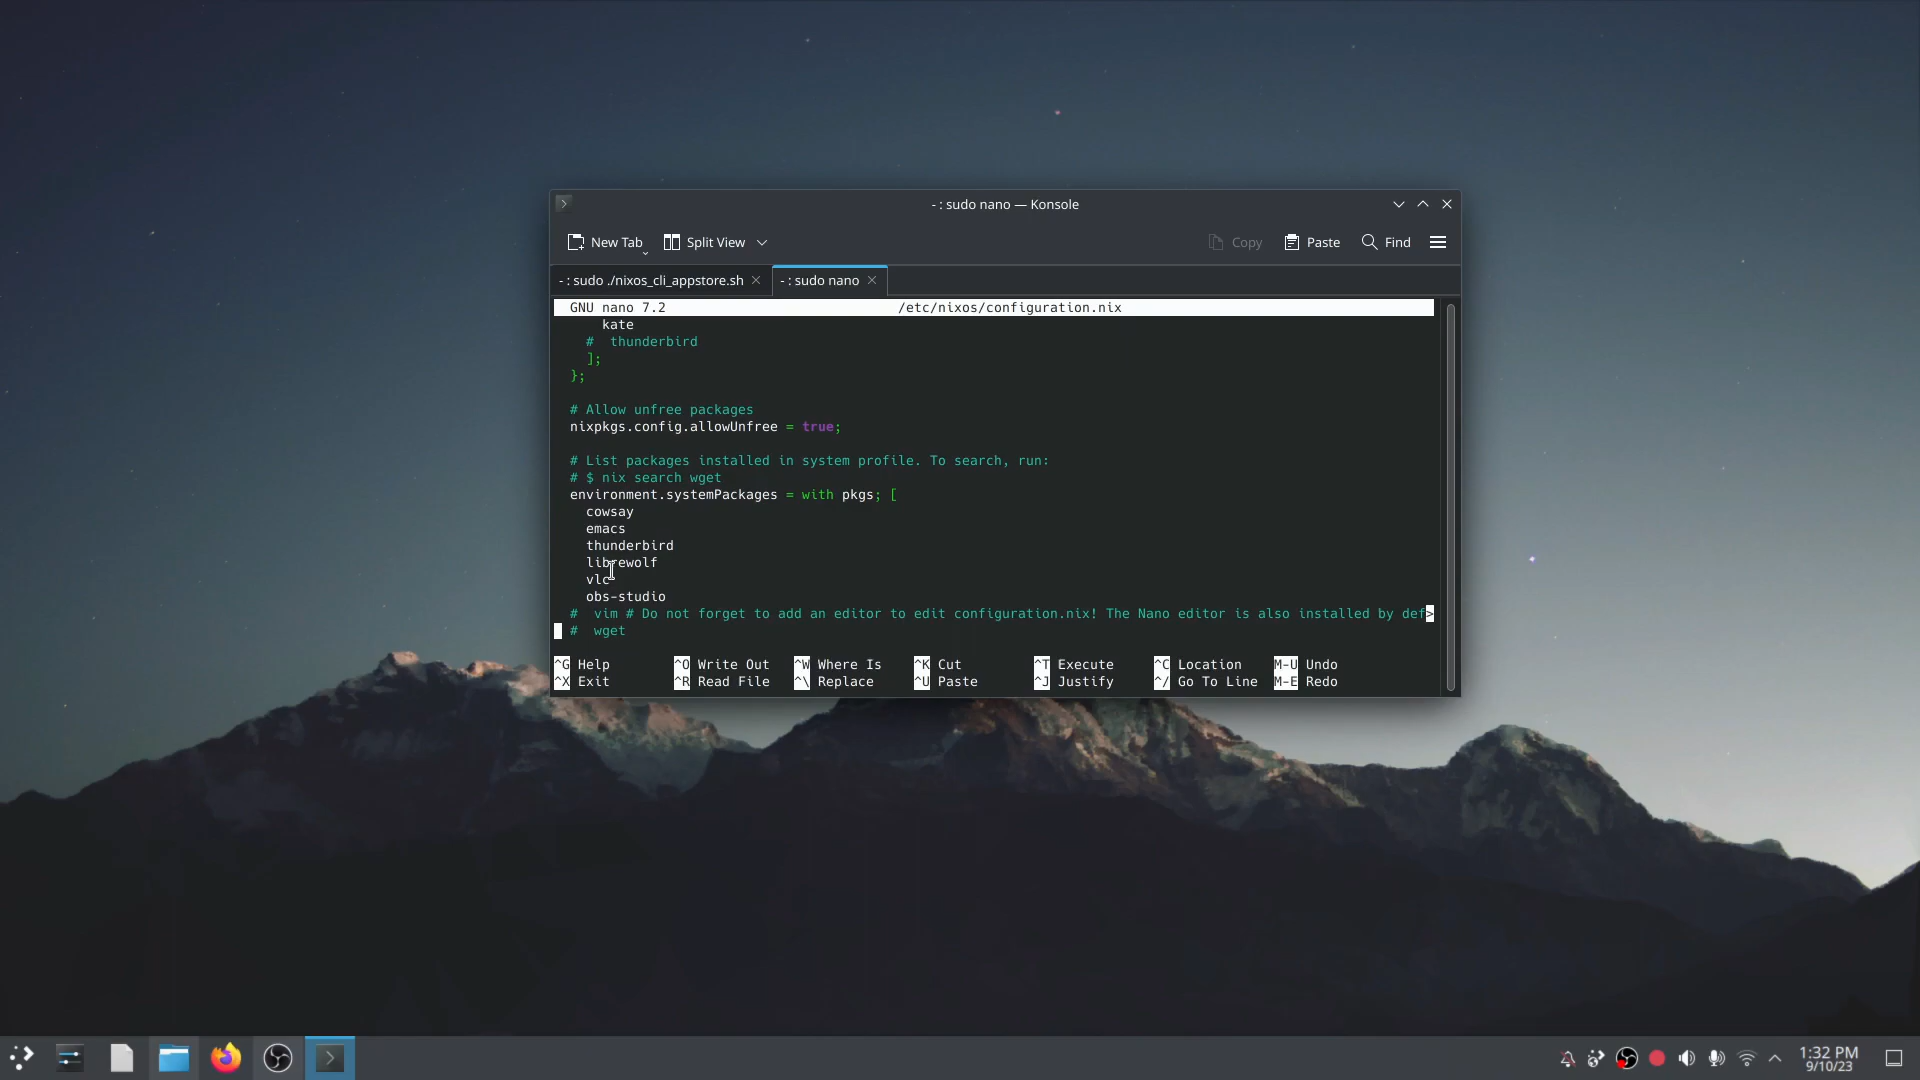 - : sudo nano — Konsole
New Tab Split View Copy Paste Find
- : sudo ./nixos_cli_appstore.sh - : sudo nano
GNU nano 7.2 /etc/nixos/configuration.nix
kate
# thunderbird
];
};
# Allow unfree packages
nixpkgs.config.allowUnfree = true;
# List packages installed in system profile. To search, run:
# $ nix search wget
environment.systemPackages = with pkgs; [
cowsay
emacs
thunderbird
librewolf
vlc
obs-studio
# vim # Do not forget to add an editor to edit configuration.nix! The Nano editor is also installed by def>
# wget
^G Help ^O Write Out ^W Where Is ^K Cut ^T Execute ^C Location M-U Undo
^X Exit ^R Read File ^\ Replace ^U Paste ^J Justify ^/ Go To Line M-E Redo
1:32 PM
9/10/23